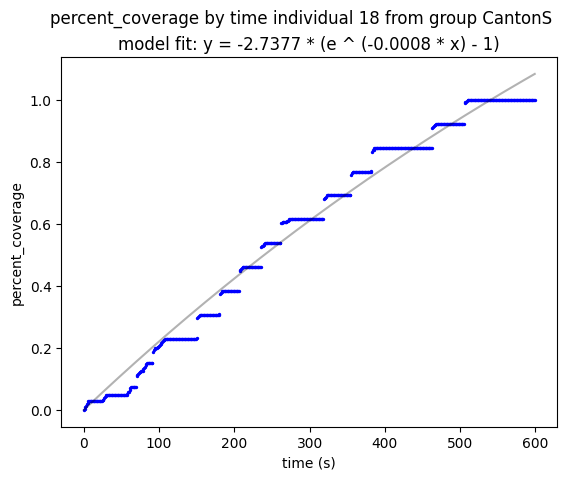 percent_coverage by time individual 18 from group CantonS
model fit: y = -2.7377 * (e ^ (-0.0008 * x) - 1)
1.0
0.8
0.6
0.4
0.2
0.0
percent_coverage
0 100 200 300 400 500 600
time (s)